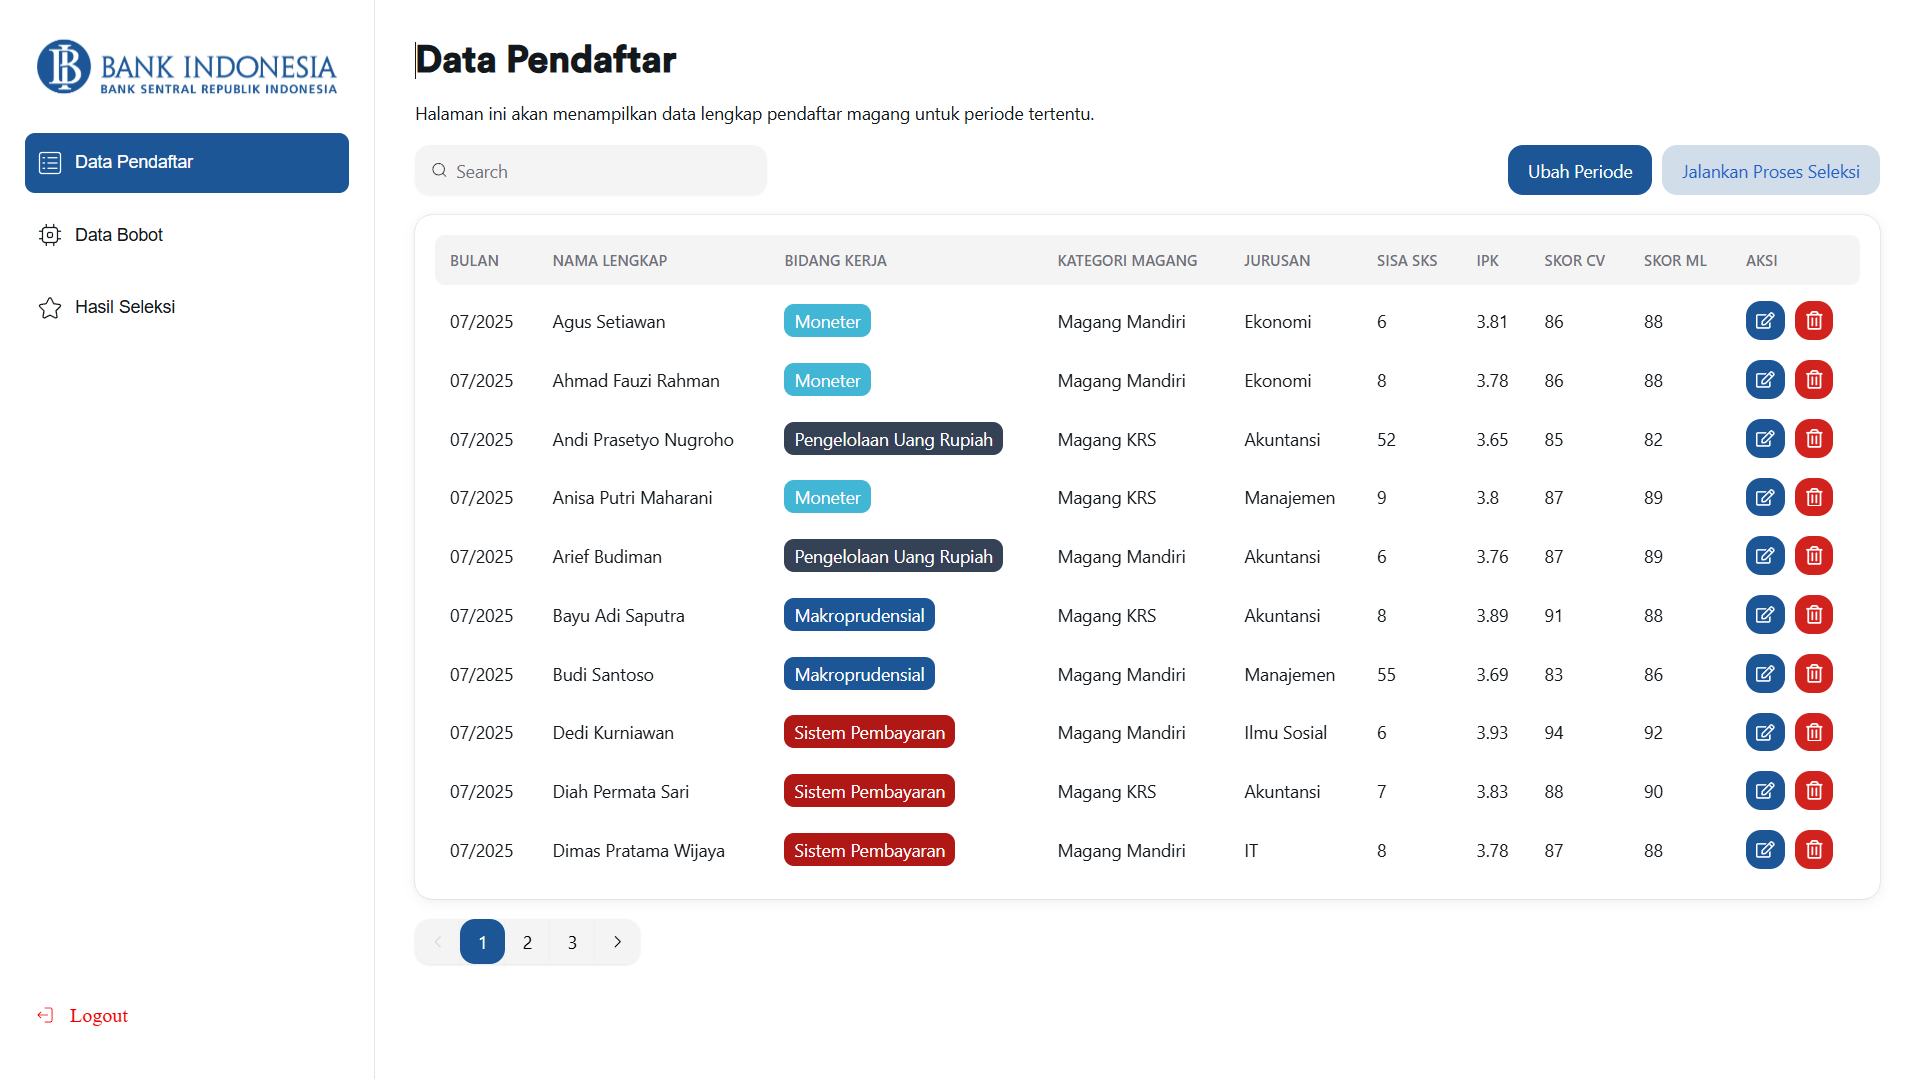 BANK INDONESIA
BANK SENTRAL REPUBLIK INDONESIA
Data Pendaftar
Data Bobot
Hasil Seleksi
Logout
Data Pendaftar
Halaman ini akan menampilkan data lengkap pendaftar magang untuk periode tertentu.
Search
Ubah Periode
Jalankan Proses Seleksi
BULAN NAMA LENGKAP BIDANG KERJA KATEGORI MAGANG JURUSAN SISA SKS IPK SKOR CV SKOR ML AKSI
07/2025 Agus Setiawan Moneter Magang Mandiri Ekonomi 6 3.81 86 88
07/2025 Ahmad Fauzi Rahman Moneter Magang Mandiri Ekonomi 8 3.78 86 88
07/2025 Andi Prasetyo Nugroho Pengelolaan Uang Rupiah Magang KRS Akuntansi 52 3.65 85 82
07/2025 Anisa Putri Maharani Moneter Magang KRS Manajemen 9 3.8 87 89
07/2025 Arief Budiman Pengelolaan Uang Rupiah Magang Mandiri Akuntansi 6 3.76 87 89
07/2025 Bayu Adi Saputra Makroprudensial Magang KRS Akuntansi 8 3.89 91 88
07/2025 Budi Santoso Makroprudensial Magang Mandiri Manajemen 55 3.69 83 86
07/2025 Dedi Kurniawan Sistem Pembayaran Magang Mandiri Ilmu Sosial 6 3.93 94 92
07/2025 Diah Permata Sari Sistem Pembayaran Magang KRS Akuntansi 7 3.83 88 90
07/2025 Dimas Pratama Wijaya Sistem Pembayaran Magang Mandiri IT 8 3.78 87 88
1 2 3